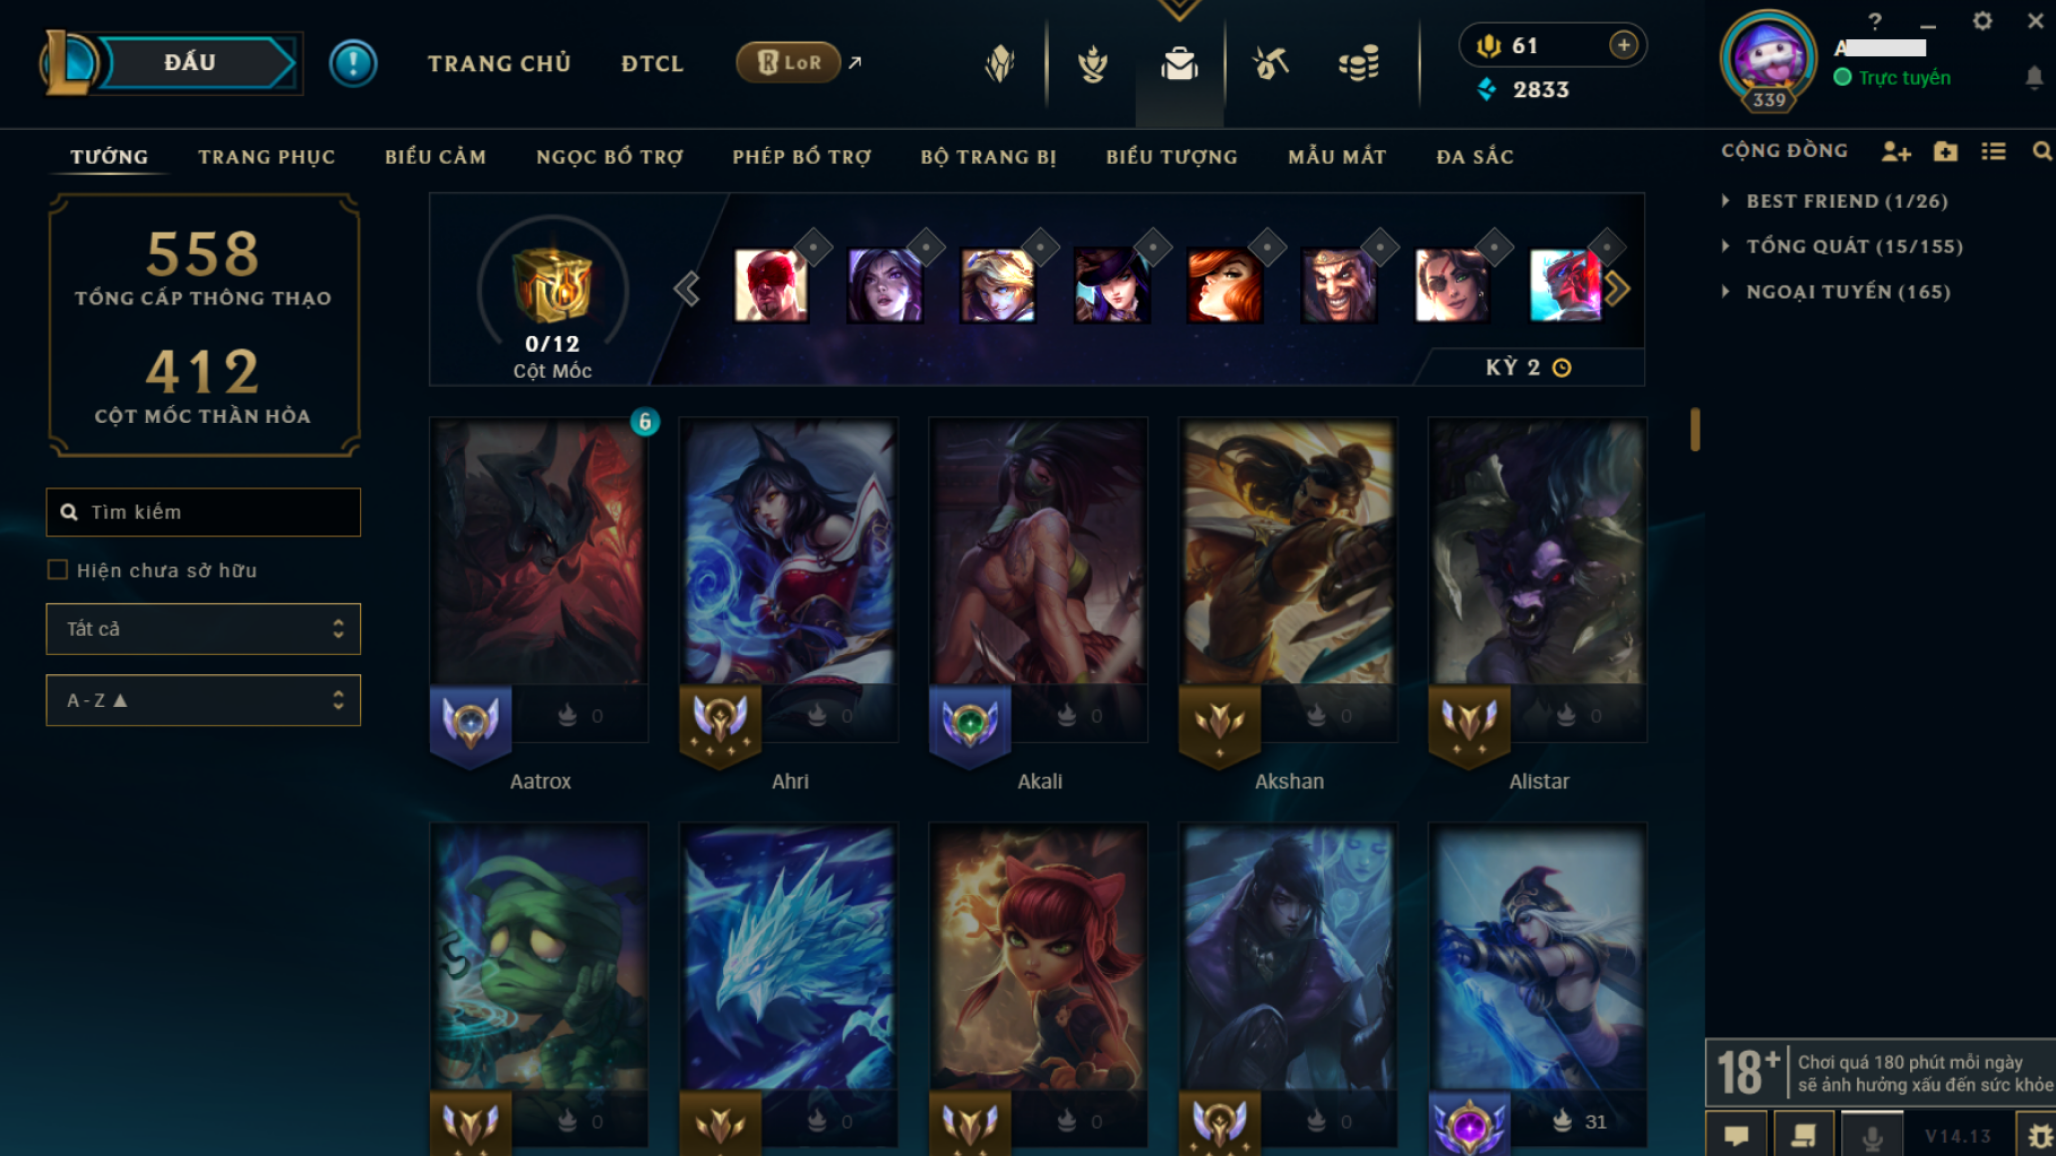 ĐẤU
TRANG CHỦ
ĐTCL
LoR
61
2833
A
Trực tuyến
339
TƯỚNG
TRANG PHỤC
BIỂU CẢM
NGỌC BỔ TRỢ
PHÉP BỔ TRỢ
BỘ TRANG BỊ
BIỂU TƯỢNG
MẪU MẮT
ĐA SẮC
CỘNG ĐỒNG
BEST FRIEND (1/26)
TỔNG QUÁT (15/155)
NGOẠI TUYẾN (165)
558
TỔNG CẤP THÔNG THẠO
412
CỘT MỐC THẦN HỎA
0/12
Cột Mốc
KỲ 2
Tìm kiếm
Hiện chưa sở hữu
Tất cả
A - Z ▲
6
0
0
0
0
0
Aatrox
Ahri
Akali
Akshan
Alistar
0
0
0
0
31
18+
Chơi quá 180 phút mỗi ngày
sẽ ảnh hưởng xấu đến sức khỏe
V14.13